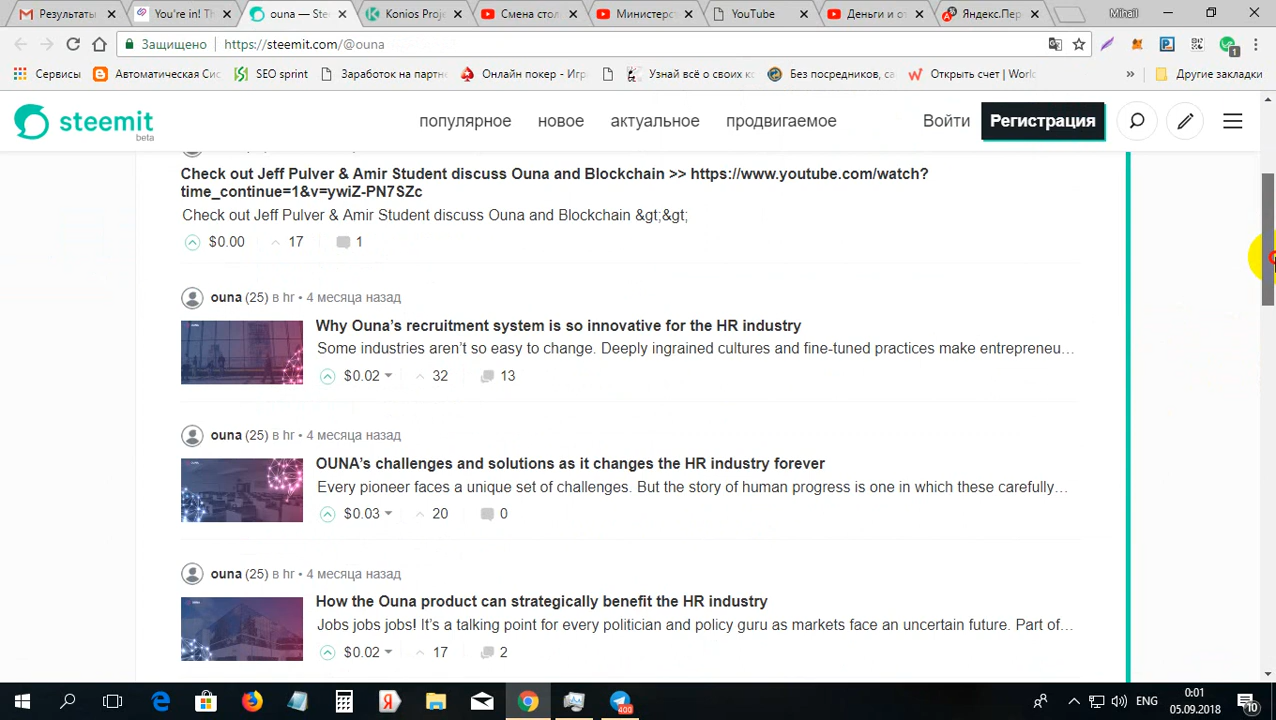 Результаты
You're in! Th
ouna — Ste
Konios Proj
Смена стол
Министерст
YouTube
Деньги и от
Яндекс.Пер
Mihail
Защищено
https://steemit.com/@ouna
1
Сервисы
Автоматическая Сис
SEO sprint
Заработок на партн
Онлайн покер - Игр
Узнай всё о своих ко
Без посредников, са
Открыть счет | Worl
»
Другие закладки
steemit
beta
популярное
новое
актуальное
продвигаемое
Войти
Регистрация
Check out Jeff Pulver & Amir Student discuss Ouna and Blockchain >> https://www.youtube.com/watch?
time_continue=1&v=ywiZ-PN7SZc
Check out Jeff Pulver & Amir Student discuss Ouna and Blockchain &gt;&gt;
$0.00 17 1
ouna (25) в hr • 4 месяца назад
Why Ouna’s recruitment system is so innovative for the HR industry
Some industries aren’t so easy to change. Deeply ingrained cultures and fine-tuned practices make entrepreneu…
$0.02 32 13
ouna (25) в hr • 4 месяца назад
OUNA’s challenges and solutions as it changes the HR industry forever
Every pioneer faces a unique set of challenges. But the story of human progress is one in which these carefully…
$0.03 20 0
ouna (25) в hr • 4 месяца назад
How the Ouna product can strategically benefit the HR industry
Jobs jobs jobs! It’s a talking point for every politician and policy guru as markets face an uncertain future. Part of…
$0.02 17 2
400
ENG
0:01
05.09.2018
10